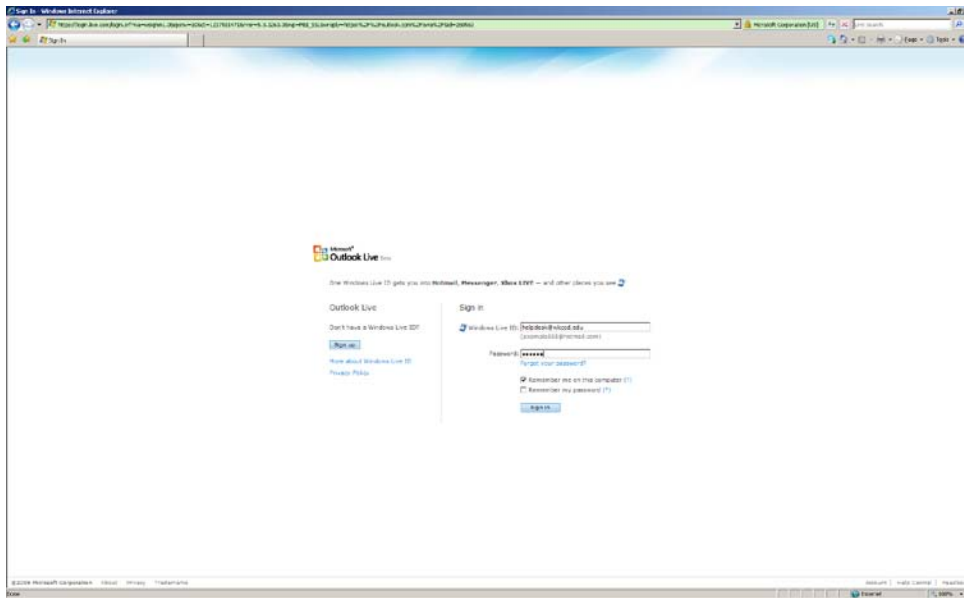 Sign In - Windows Internet Explorer
Microsoft Corporation [US]
Live Search
Sign In
Page
Tools
Microsoft®
Outlook Live
One Windows Live ID gets you into Hotmail, Messenger, Xbox LIVE — and other places you see
Outlook Live
Don't have a Windows Live ID?
Sign up
More about Windows Live ID
Privacy Policy
Sign in
Windows Live ID:
(example555@hotmail.com)
Password: ••••••
Forgot your password?
Remember me on this computer (?)
Remember my password (?)
Sign in
Microsoft Corporation About Privacy Trademarks
Account | Help Central | Feedback
Done
Internet
100%